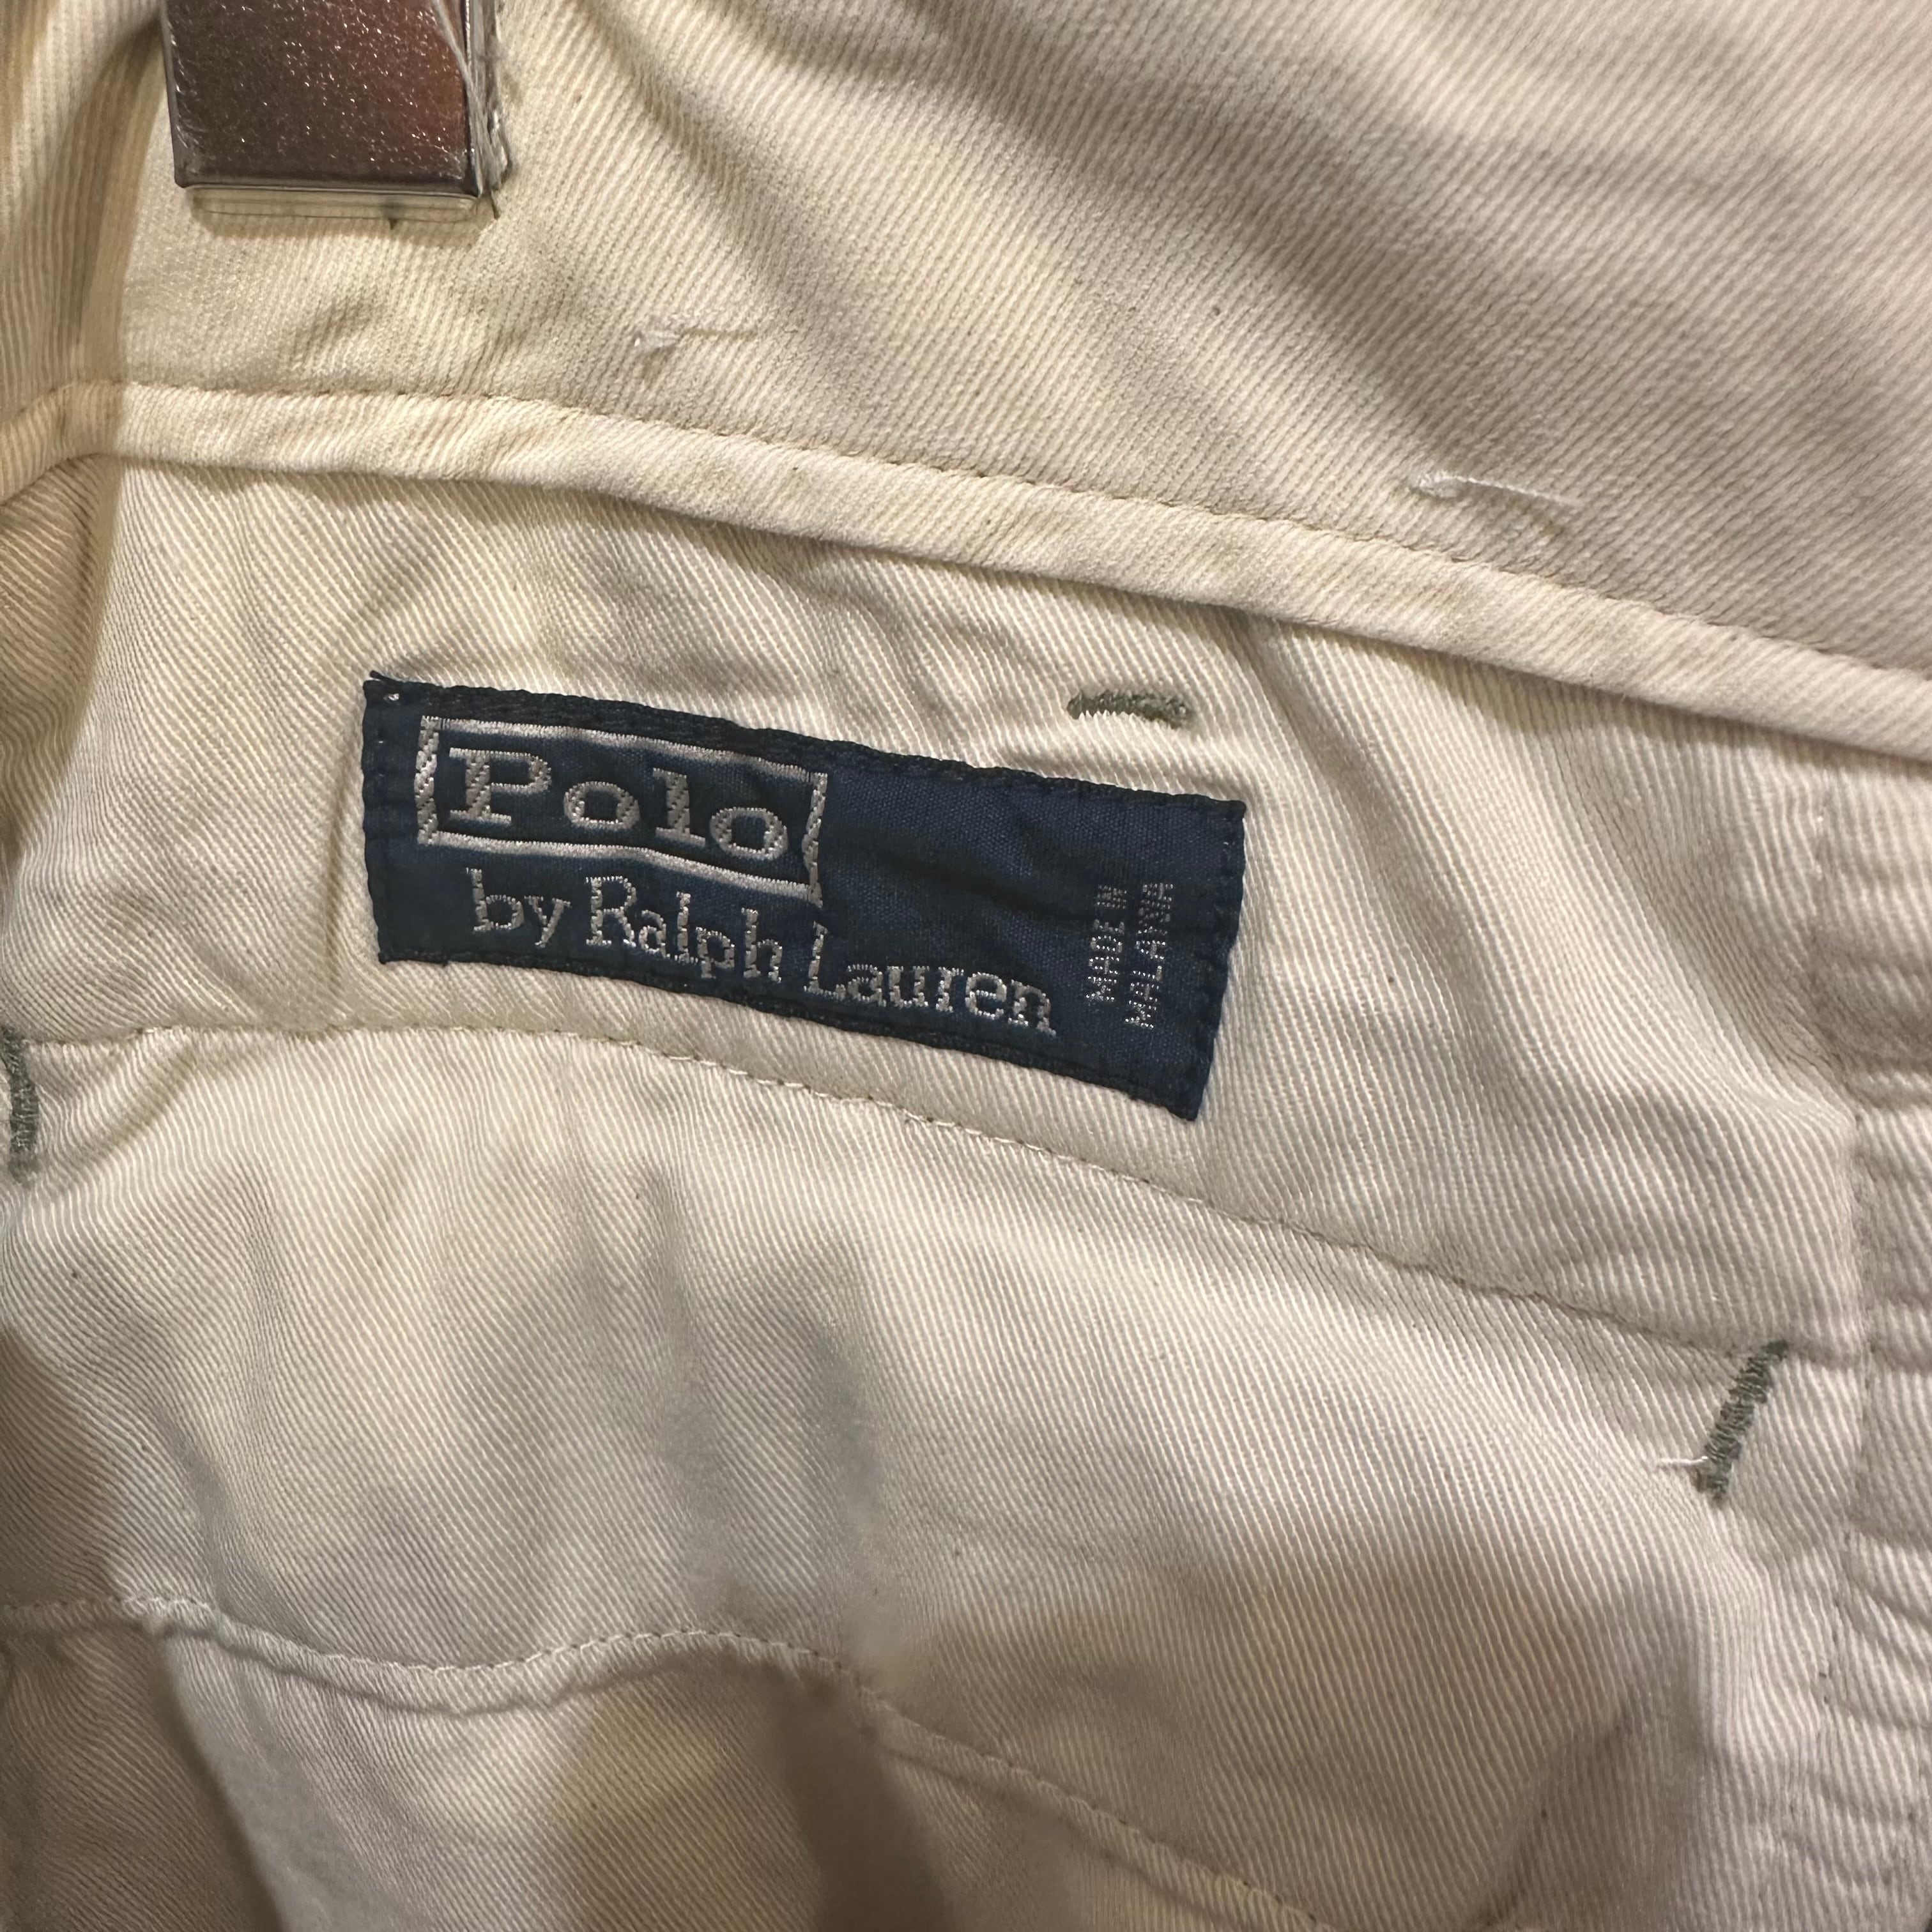 Polo
by Ralph Lauren
MADE IN
MALAYSIA